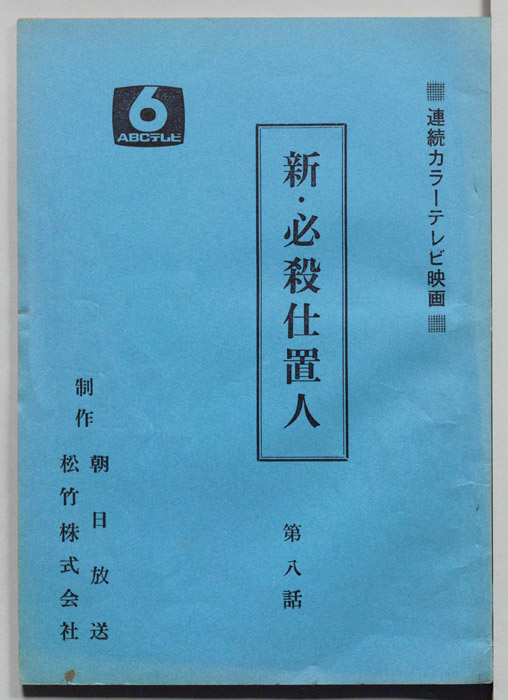 連続カラーテレビ映画
新・必殺仕置人
第八話
6
ABCテレビ
制作
朝日放送
松竹株式会社